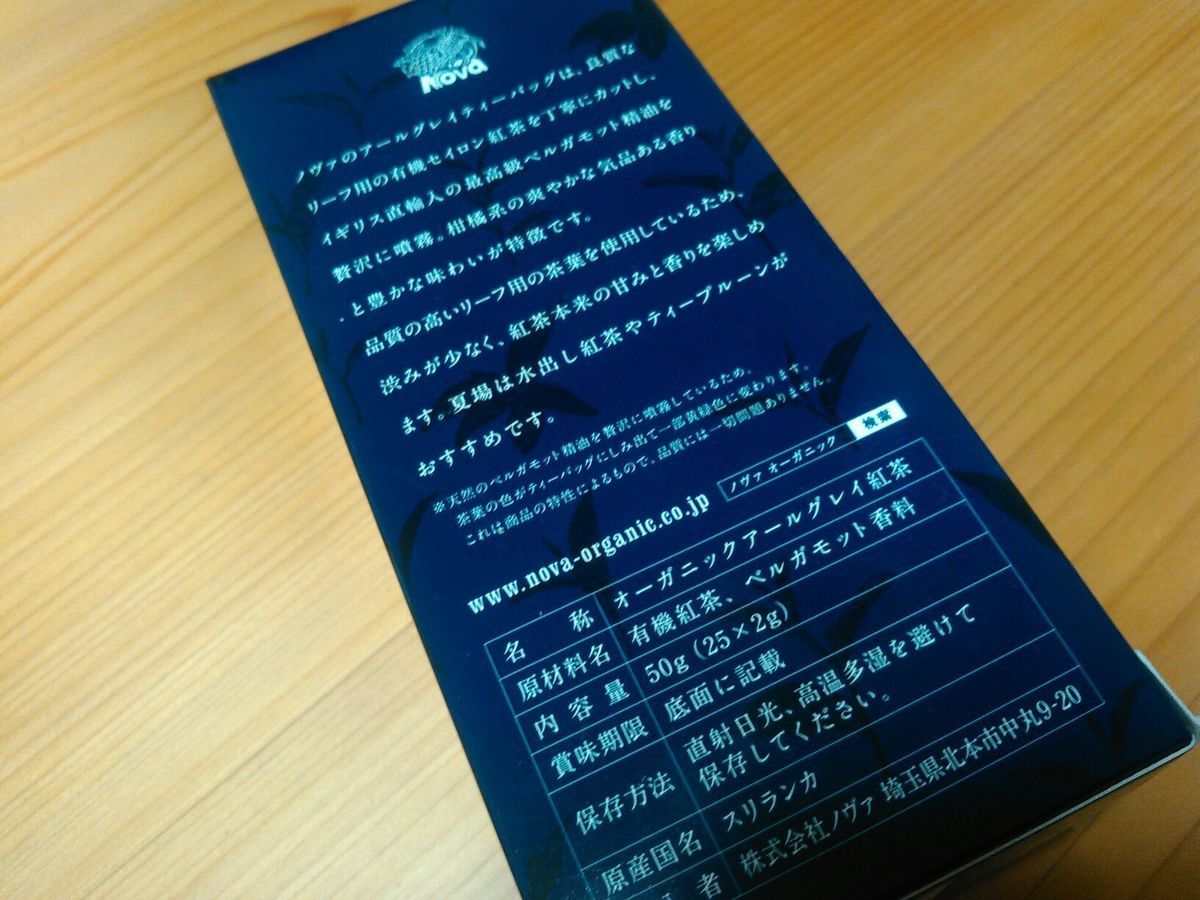 Nova
ノヴァのアールグレイティーバッグは、良質な
リーフ用の有機セイロン紅茶を丁寧にカットし、
イギリス直輸入の最高級ベルガモット精油を
贅沢に噴霧。柑橘系の爽やかな気品ある香り
と豊かな味わいが特徴です。
品質の高いリーフ用の茶葉を使用しているため、
渋みが少なく、紅茶本来の甘みと香りを楽しめ
ます。夏場は水出し紅茶やティープルーンが
おすすめです。
※天然のベルガモット精油を贅沢に噴霧しているため、
茶葉の色がティーバッグにしみ出て一部黄緑色に変わります。
これは商品の特性によるもので、品質には一切問題ありません。
www.nova-organic.co.jp ノヴァ オーガニック 検索
名称 オーガニックアールグレイ紅茶
原材料名 有機紅茶、ベルガモット香料
内容量 50g(25×2g)
賞味期限 底面に記載
保存方法 直射日光、高温多湿を避けて
保存してください。
原産国名 スリランカ
者 株式会社ノヴァ 埼玉県北本市中丸9-20